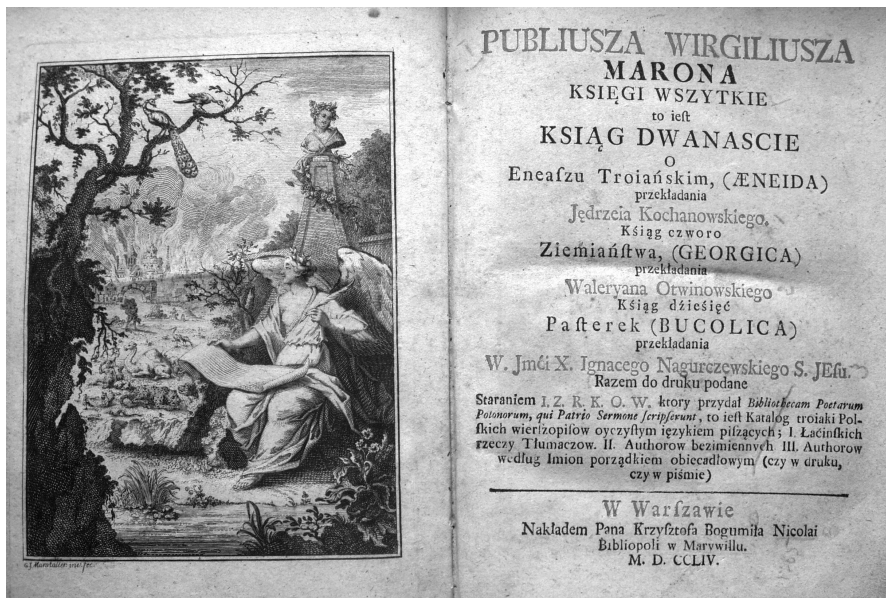 PUBLIUSZA WIRGILIUSZA
MARONA
KSIĘGI WSZYTKIE
to ieſt
KSIĄG DWANASCIE
O
Eneaſzu Troiańskim, (ÆNEIDA)
przekładania
Jędrzeia Kochanowskiego,
Kśiąg czworo
Ziemiańſtwa, (GEORGICA)
przekładania
Waleryana Otwinowskiego
Kśiąg dźieśięć
Paſterek (BUCOLICA)
przekładania
W. Jmći X. Ignacego Nagurczewskiego S. JEſu.
Razem do druku podane
Staraniem I. Z. R. K. O. W. ktory przydał Bibliothecam Poetarum
Polonorum, qui Patrio Sermone ſcripſerunt, to ieſt Katalog troiaki Pol-
ſkich wierſzopiſow oyczyſtym ięzykiem piſzących; I. Łaćińſkich
rzeczy Tłumaczow. II. Authorow bezimiennych III. Authorow
według Imion porządkiem obiecadłowym (czy w druku,
czy w piśmie)
W Warſzawie
Nakładem Pana Krzyſztoſa Bogumiła Nicolai
Bibliopoli w Marywillu.
M. D. CCLIV.